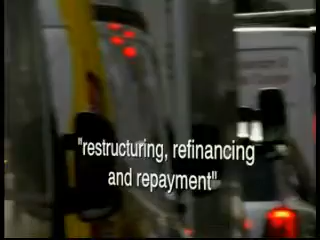 "restructuring, refinancing
and repayment"